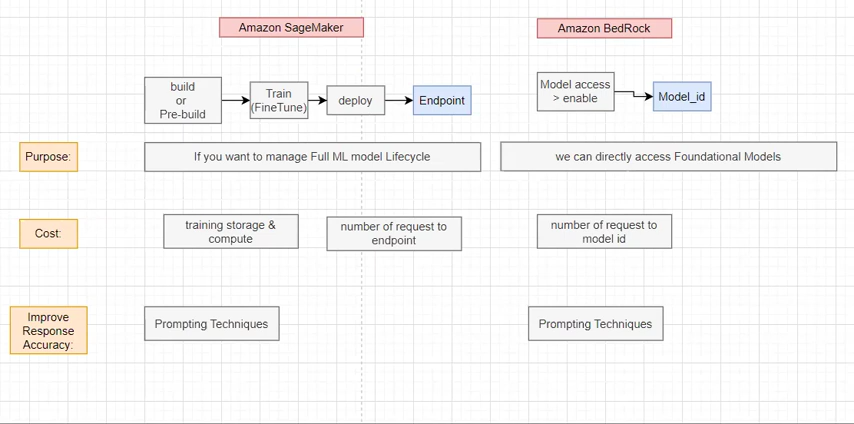 Amazon SageMaker
Amazon BedRock
build
or
Pre-build
Train
(FineTune)
deploy
Endpoint
Model access
> enable
Model_id
Purpose:
If you want to manage Full ML model Lifecycle
we can directly access Foundational Models
Cost:
training storage &
compute
number of request to
endpoint
number of request to
model id
Improve
Response
Accuracy:
Prompting Techniques
Prompting Techniques